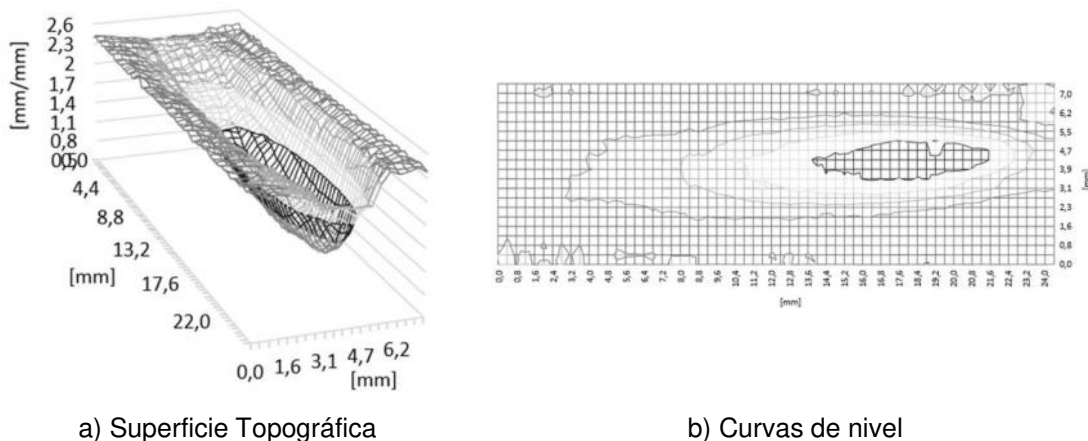 2,6
2,3
2
1,7
1,4
1,1
0,8
[mm/mm]
4,4
8,8
13,2
17,6
22,0
[mm]
0,0 1,6 3,1 4,7 6,2
[mm]
7,0
6,2
5,5
4,7
3,9
3,1
2,3
1,6
0,8
0,0
[mm]
0,0 0,8 1,6 2,4 3,2 4,0 4,8 5,6 6,4 7,2 8,0 8,8 9,6 10,4 11,2 12,0 12,8 13,6 14,4 15,2 16,0 16,8 17,6 18,4 19,2 20,0 20,8 21,6 22,4 23,2 24,0
[mm]
a) Superficie Topográfica
b) Curvas de nivel